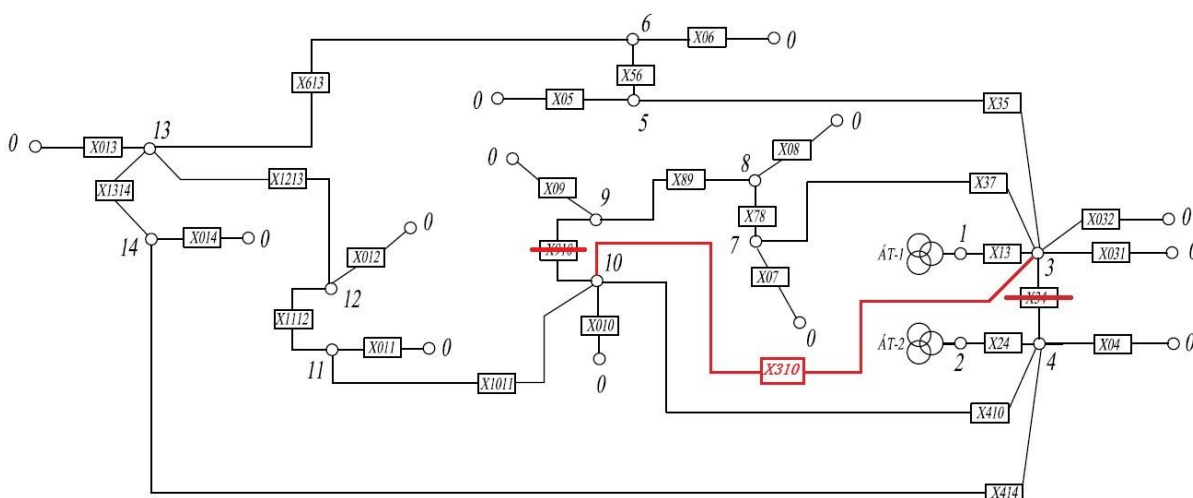 6
X06
0
X613
X56
0
X05
5
X35
0
X013
13
X1314
X1213
0
X09
9
X89
8
X08
0
X78
7
X37
X07
0
14
X014
0
X012
0
12
X1112
X011
0
11
X1011
X910
10
X010
0
X310
ÁT-1
1
X13
3
X032
0
X031
0
X34
ÁT-2
2
X24
4
X04
0
X410
X414